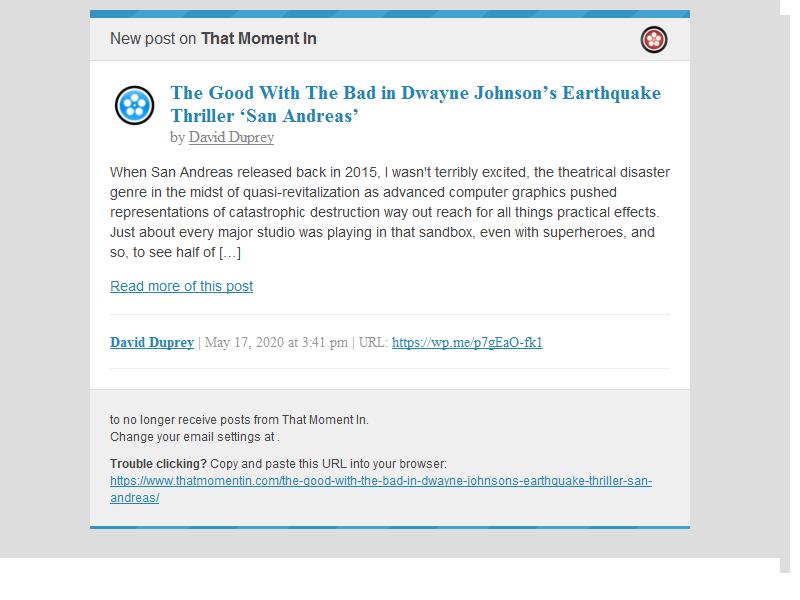 New post on That Moment In
The Good With The Bad in Dwayne Johnson’s Earthquake
Thriller ‘San Andreas’
by David Duprey
When San Andreas released back in 2015, I wasn't terribly excited, the theatrical disaster
genre in the midst of quasi-revitalization as advanced computer graphics pushed
representations of catastrophic destruction way out reach for all things practical effects.
Just about every major studio was playing in that sandbox, even with superheroes, and
so, to see half of […]
Read more of this post
David Duprey | May 17, 2020 at 3:41 pm | URL: https://wp.me/p7gEaO-fk1
to no longer receive posts from That Moment In.
Change your email settings at .
Trouble clicking? Copy and paste this URL into your browser:
https://www.thatmomentin.com/the-good-with-the-bad-in-dwayne-johnsons-earthquake-thriller-san-
andreas/